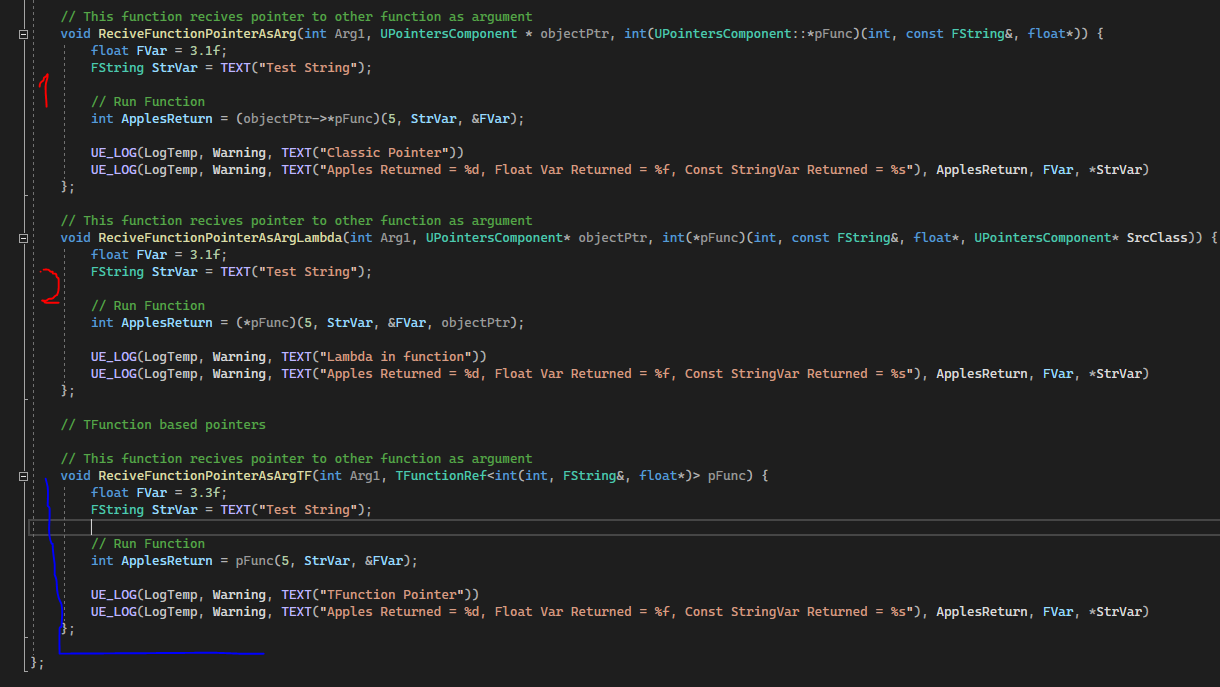 // This function recives pointer to other function as argument
void ReciveFunctionPointerAsArg(int Arg1, UPointersComponent * objectPtr, int(UPointersComponent::*pFunc)(int, const FString&, float*)) {
float FVar = 3.1f;
FString StrVar = TEXT("Test String");
1
// Run Function
int ApplesReturn = (objectPtr->*pFunc)(5, StrVar, &FVar);
UE_LOG(LogTemp, Warning, TEXT("Classic Pointer"))
UE_LOG(LogTemp, Warning, TEXT("Apples Returned = %d, Float Var Returned = %f, Const StringVar Returned = %s"), ApplesReturn, FVar, *StrVar)
};
// This function recives pointer to other function as argument
void ReciveFunctionPointerAsArgLambda(int Arg1, UPointersComponent* objectPtr, int(*pFunc)(int, const FString&, float*, UPointersComponent* SrcClass)) {
float FVar = 3.1f;
FString StrVar = TEXT("Test String");
2
// Run Function
int ApplesReturn = (*pFunc)(5, StrVar, &FVar, objectPtr);
UE_LOG(LogTemp, Warning, TEXT("Lambda in function"))
UE_LOG(LogTemp, Warning, TEXT("Apples Returned = %d, Float Var Returned = %f, Const StringVar Returned = %s"), ApplesReturn, FVar, *StrVar)
};
// TFunction based pointers
// This function recives pointer to other function as argument
void ReciveFunctionPointerAsArgTF(int Arg1, TFunctionRef<int(int, FString&, float*)> pFunc) {
float FVar = 3.3f;
FString StrVar = TEXT("Test String");
// Run Function
int ApplesReturn = pFunc(5, StrVar, &FVar);
UE_LOG(LogTemp, Warning, TEXT("TFunction Pointer"))
UE_LOG(LogTemp, Warning, TEXT("Apples Returned = %d, Float Var Returned = %f, Const StringVar Returned = %s"), ApplesReturn, FVar, *StrVar)
};
};